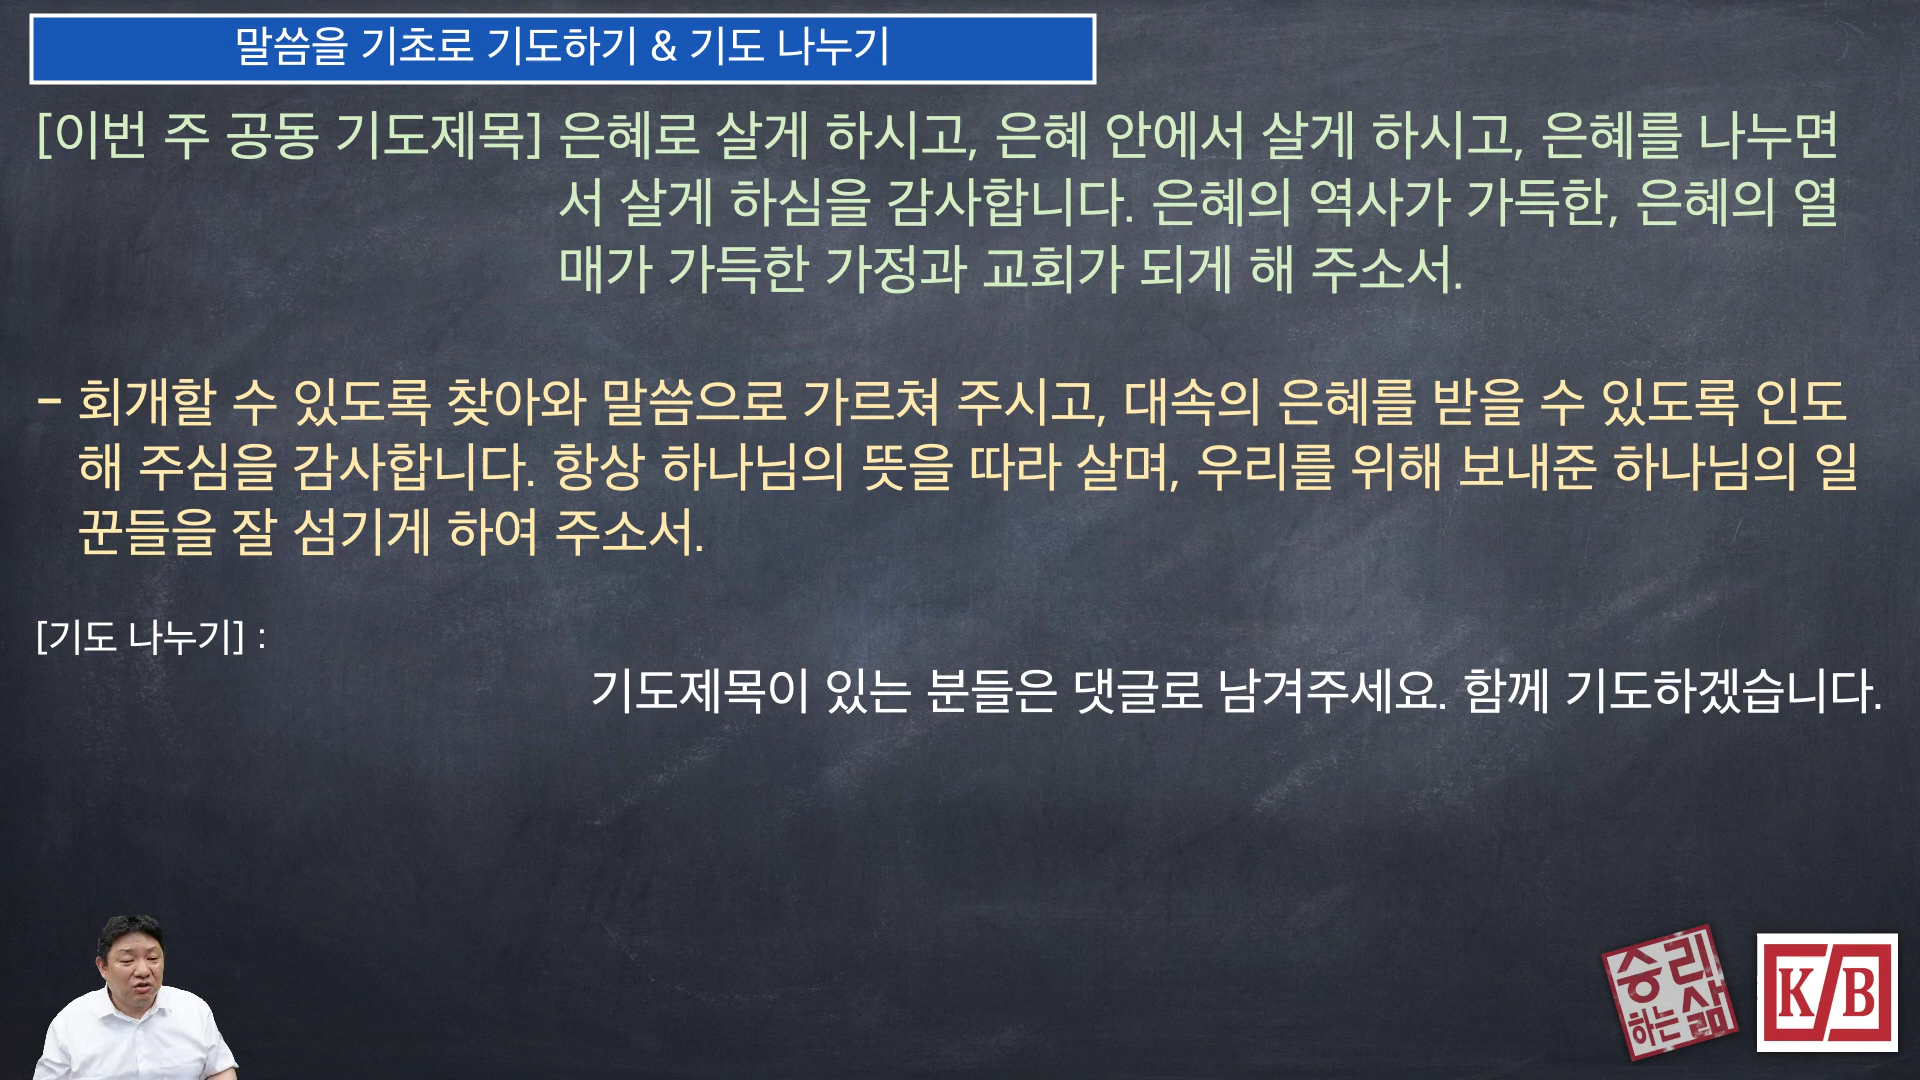 말씀을 기초로 기도하기 & 기도 나누기
[이번 주 공동 기도제목] 은혜로 살게 하시고, 은혜 안에서 살게 하시고, 은혜를 나누면
서 살게 하심을 감사합니다. 은혜의 역사가 가득한, 은혜의 열
매가 가득한 가정과 교회가 되게 해 주소서.
- 회개할 수 있도록 찾아와 말씀으로 가르쳐 주시고, 대속의 은혜를 받을 수 있도록 인도
해 주심을 감사합니다. 항상 하나님의 뜻을 따라 살며, 우리를 위해 보내준 하나님의 일
꾼들을 잘 섬기게 하여 주소서.
[기도 나누기] :
기도제목이 있는 분들은 댓글로 남겨주세요. 함께 기도하겠습니다.
승리
하는 삶
K/B